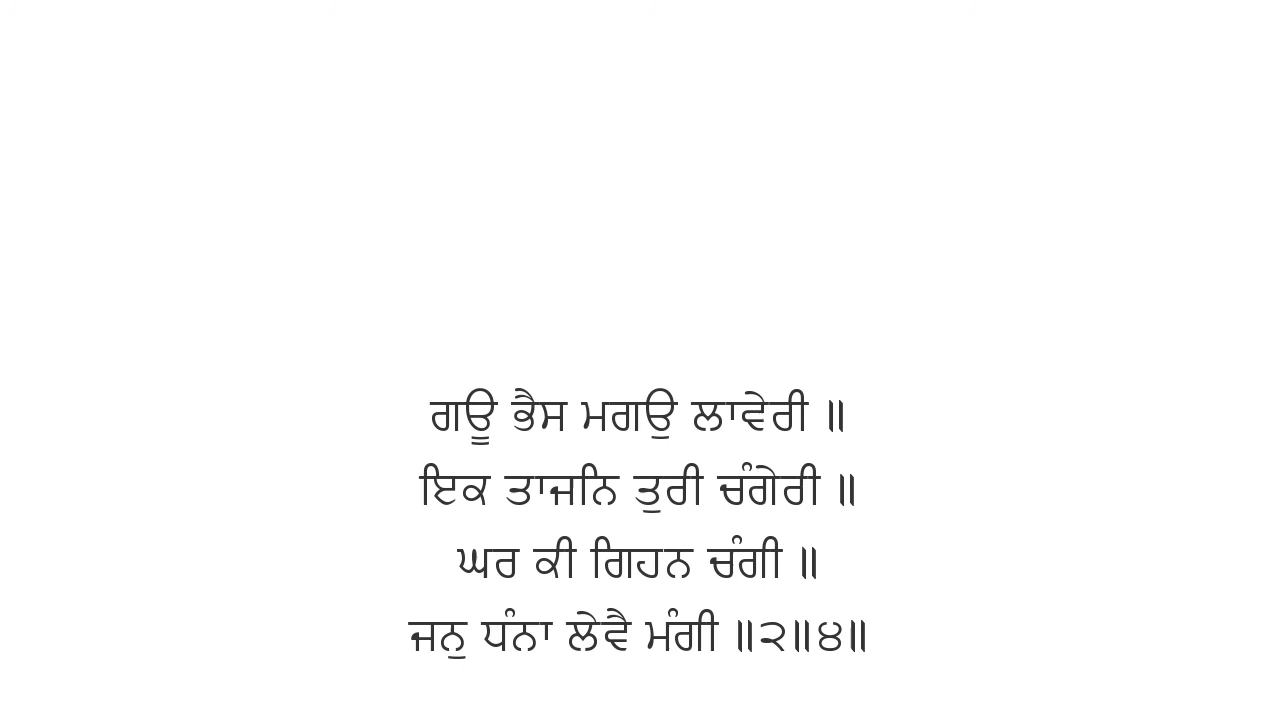 ਗਊ ਭੈਸ ਮਗਉ ਲਾਵੇਰੀ ॥
ਇਕ ਤਾਜਨਿ ਤੁਰੀ ਚੰਗੇਰੀ ॥
ਘਰ ਕੀ ਗਿਹਨ ਚੰਗੀ ॥
ਜਨੁ ਧੰਨਾ ਲੇਵੈ ਮੰਗੀ ॥੨॥੪॥